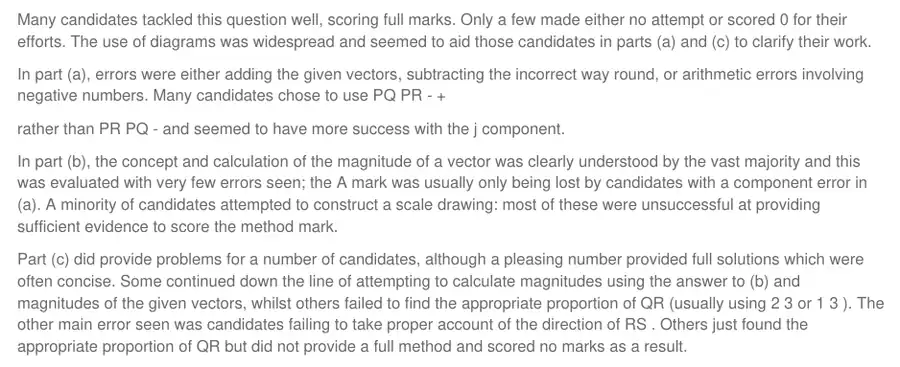 Many candidates tackled this question well, scoring full marks. Only a few made either no attempt or scored 0 for their
efforts. The use of diagrams was widespread and seemed to aid those candidates in parts (a) and (c) to clarify their work.
In part (a), errors were either adding the given vectors, subtracting the incorrect way round, or arithmetic errors involving
negative numbers. Many candidates chose to use PQ PR - +
rather than PR PQ - and seemed to have more success with the j component.
In part (b), the concept and calculation of the magnitude of a vector was clearly understood by the vast majority and this
was evaluated with very few errors seen; the A mark was usually only being lost by candidates with a component error in
(a). A minority of candidates attempted to construct a scale drawing: most of these were unsuccessful at providing
sufficient evidence to score the method mark.
Part (c) did provide problems for a number of candidates, although a pleasing number provided full solutions which were
often concise. Some continued down the line of attempting to calculate magnitudes using the answer to (b) and
magnitudes of the given vectors, whilst others failed to find the appropriate proportion of QR (usually using 2 3 or 1 3 ). The
other main error seen was candidates failing to take proper account of the direction of RS . Others just found the
appropriate proportion of QR but did not provide a full method and scored no marks as a result.